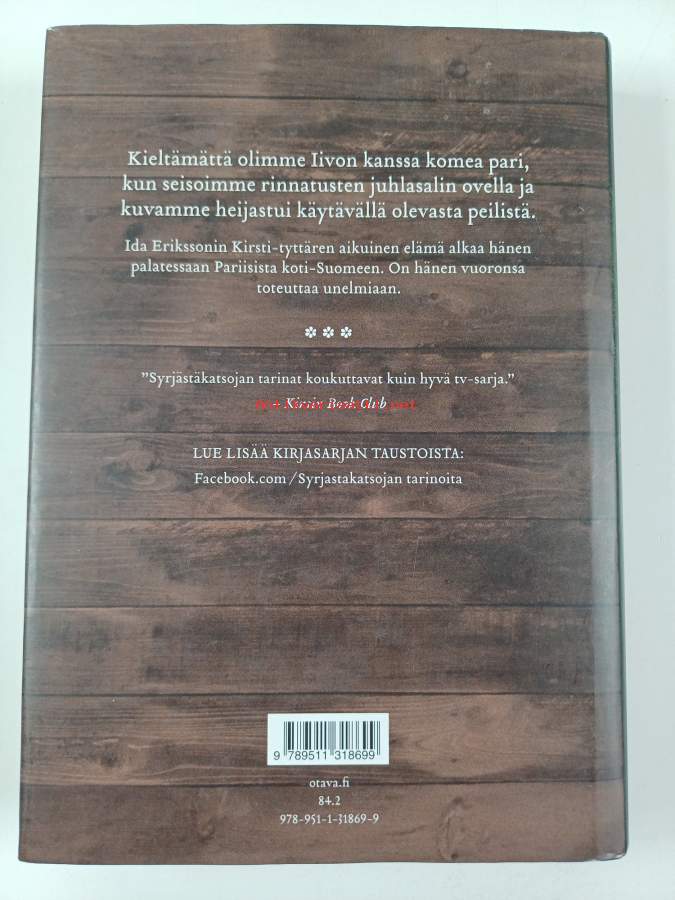 Kieltämättä olimme Iivon kanssa komea pari,
kun seisoimme rinnatusten juhlasalin ovella ja
kuvamme heijastui käytävällä olevasta peilistä.
Ida Erikssonin Kirsti-tyttären aikuinen elämä alkaa hänen
palatessaan Pariisista koti-Suomeen. On hänen vuoronsa
toteuttaa unelmiaan.
”Syrjästäkatsojan tarinat koukuttavat kuin hyvä tv-sarja.”
– Kirsin Book Club
LUE LISÄÄ KIRJASARJAN TAUSTOISTA:
Facebook.com/Syrjastakatsojan tarinoita
9 789511 318699
otava.fi
84.2
978-951-1-31869-9